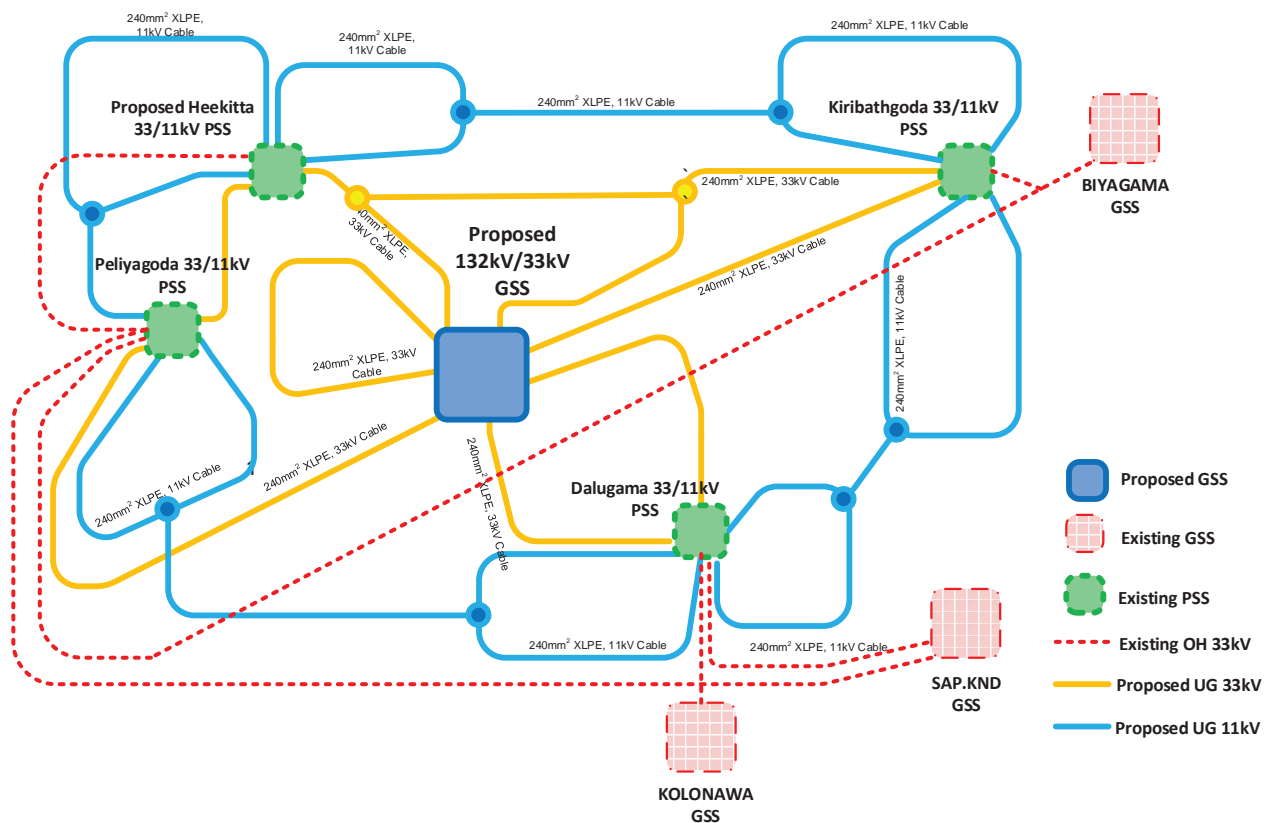 240mm² XLPE,
11kV Cable
240mm² XLPE,
11kV Cable
240mm² XLPE, 11kV Cable
240mm² XLPE, 11kV Cable
Proposed Heekitta
33/11kV PSS
Kiribathgoda 33/11kV
PSS
BIYAGAMA
GSS
240mm² XLPE, 33kV Cable
0mm² XLPE,
33kV Cable
Proposed
132kV/33kV
GSS
240mm² XLPE, 33kV Cable
Peliyagoda 33/11kV
PSS
240mm² XLPE, 33kV
Cable
240mm² XLPE, 11kV Cable
240mm² XLPE, 33kV Cable
240mm² XLPE, 11kV Cable
1
240mm² XLPE, 33kV Cable
Dalugama 33/11kV
PSS
240mm² XLPE, 11kV Cable
240mm² XLPE, 11kV Cable
SAP.KND
GSS
KOLONAWA
GSS
Proposed GSS
Existing GSS
Existing PSS
Existing OH 33kV
Proposed UG 33kV
Proposed UG 11kV